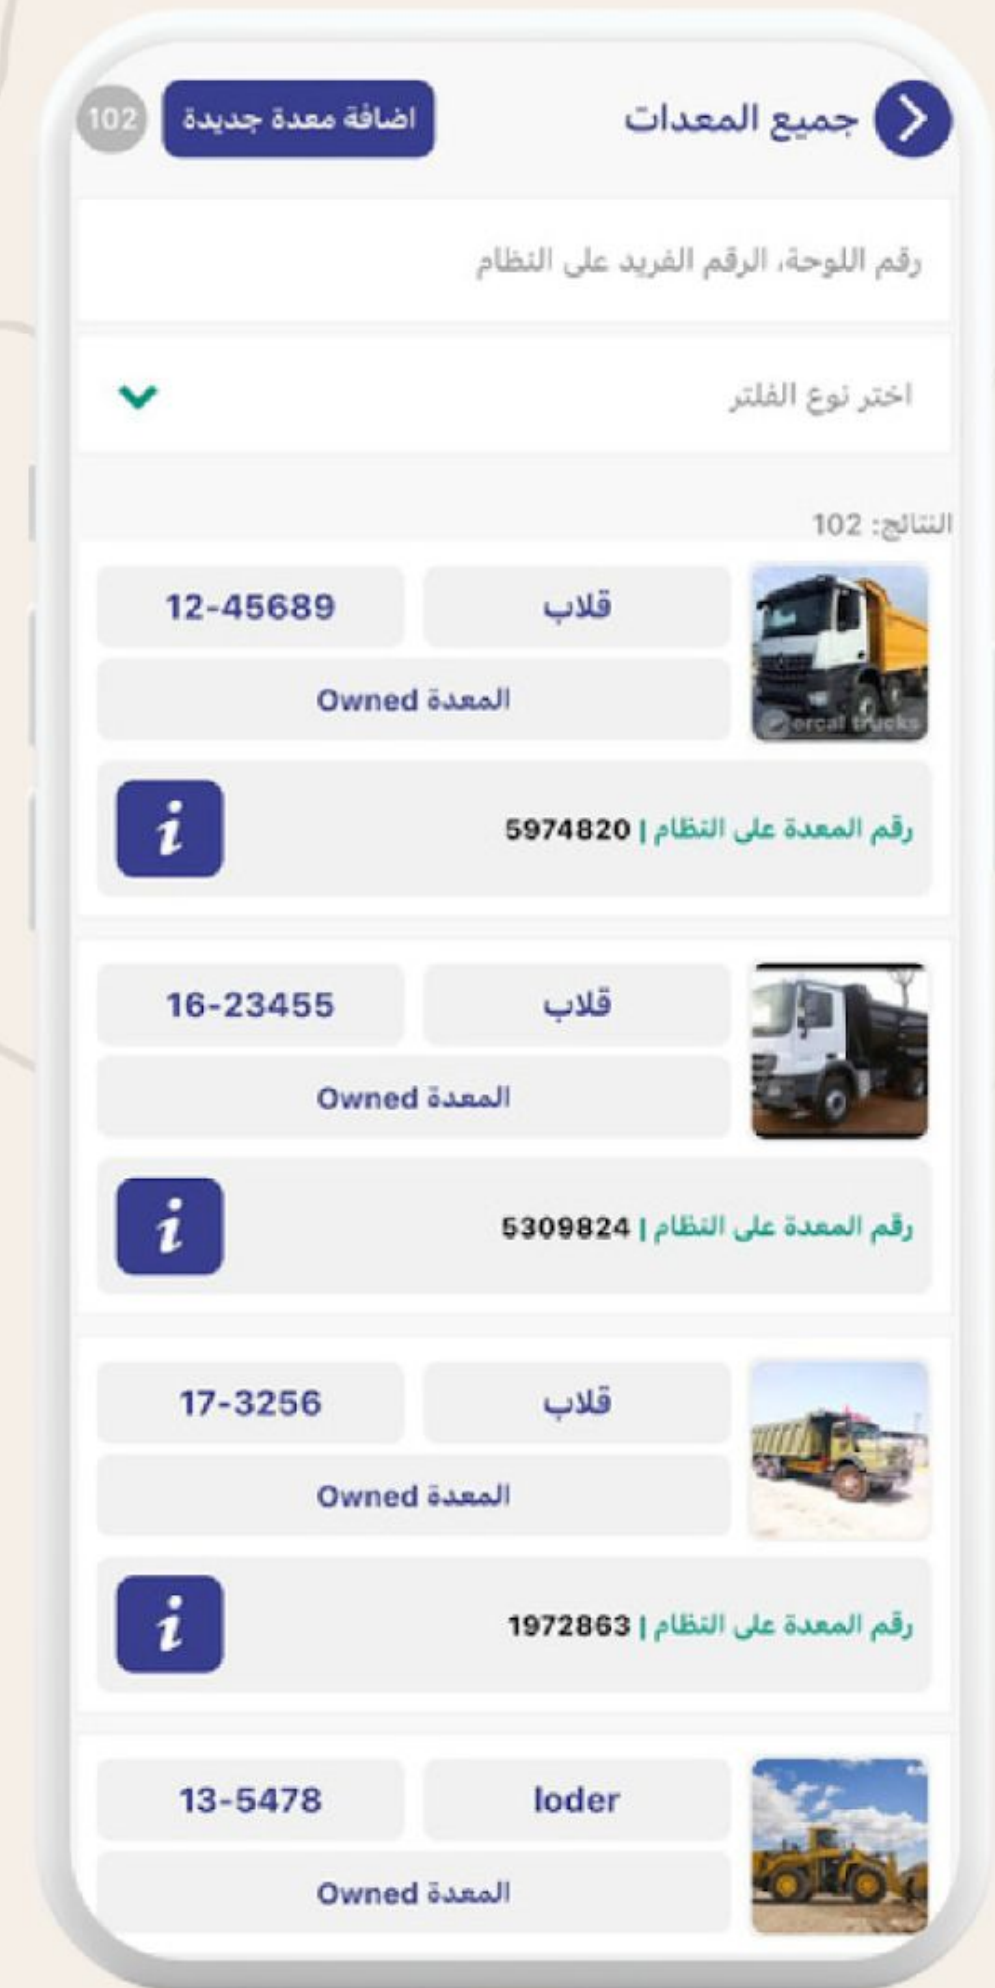 جميع المعدات
اضافة معدة جديدة
102
رقم اللوحة، الرقم الفريد على النظام
اختر نوع الفلتر
النتائج: 102
قلاب
12-45689
المعدة Owned
ercal trucks
رقم المعدة على النظام | 5974820
قلاب
16-23455
المعدة Owned
رقم المعدة على النظام | 5309824
قلاب
17-3256
المعدة Owned
رقم المعدة على النظام | 1972863
loder
13-5478
المعدة Owned